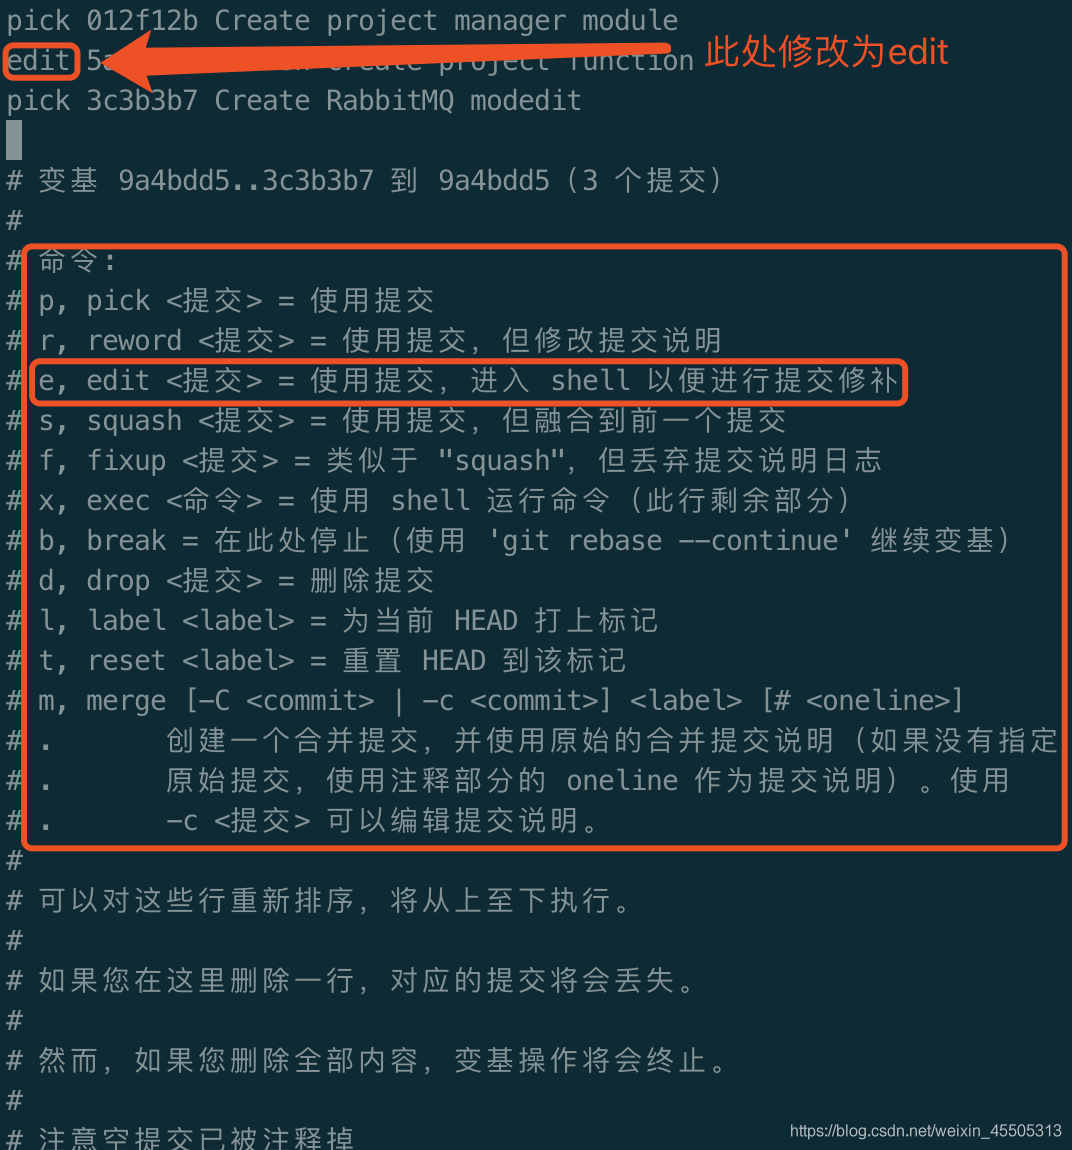 pick 012f12b Create project manager module
edit project function
此处修改为edit
pick 3c3b3b7 Create RabbitMQ modedit
# 变基 9a4bdd5..3c3b3b7 到 9a4bdd5（3 个提交）
#
# 命令:
# p, pick <提交> = 使用提交
# r, reword <提交> = 使用提交，但修改提交说明
# e, edit <提交> = 使用提交，进入 shell 以便进行提交修补
# s, squash <提交> = 使用提交，但融合到前一个提交
# f, fixup <提交> = 类似于 "squash"，但丢弃提交说明日志
# x, exec <命令> = 使用 shell 运行命令（此行剩余部分）
# b, break = 在此处停止（使用 'git rebase --continue' 继续变基）
# d, drop <提交> = 删除提交
# l, label <label> = 为当前 HEAD 打上标记
# t, reset <label> = 重置 HEAD 到该标记
# m, merge [-C <commit> | -c <commit>] <label> [# <oneline>]
# . 创建一个合并提交，并使用原始的合并提交说明（如果没有指定
# . 原始提交，使用注释部分的 oneline 作为提交说明）。使用
# . -c <提交> 可以编辑提交说明。
#
# 可以对这些行重新排序，将从上至下执行。
#
# 如果您在这里删除一行，对应的提交将会丢失。
#
# 然而，如果您删除全部内容，变基操作将会终止。
#
# 注意空提交已被注释掉
https://blog.csdn.net/weixin_45505313